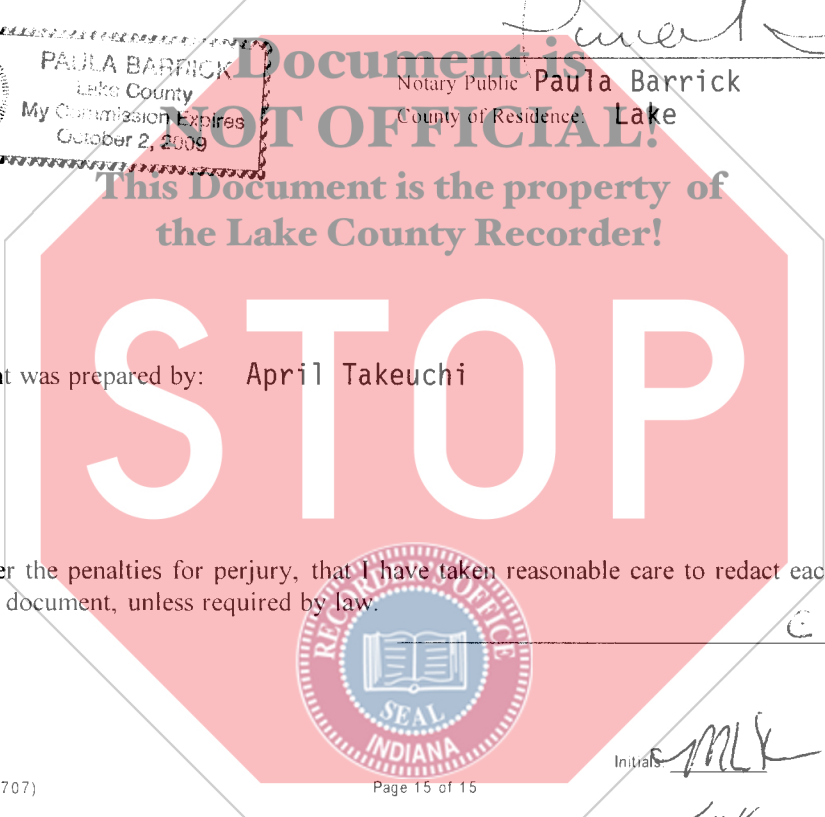 PAULA BARRICK
Lake County
My Commission Expires
October 2, 2009
Document is
NOT OFFICIAL!
This Document is the property of
the Lake County Recorder!
Notary Public Paula Barrick
County of Residence: Lake
STOP
t was prepared by: April Takeuchi
er the penalties for perjury, that I have taken reasonable care to redact eac
document, unless required by law.
RECORDER'S OFFICE
SEAL
INDIANA
Initials: MLK
707)
Page 15 of 15